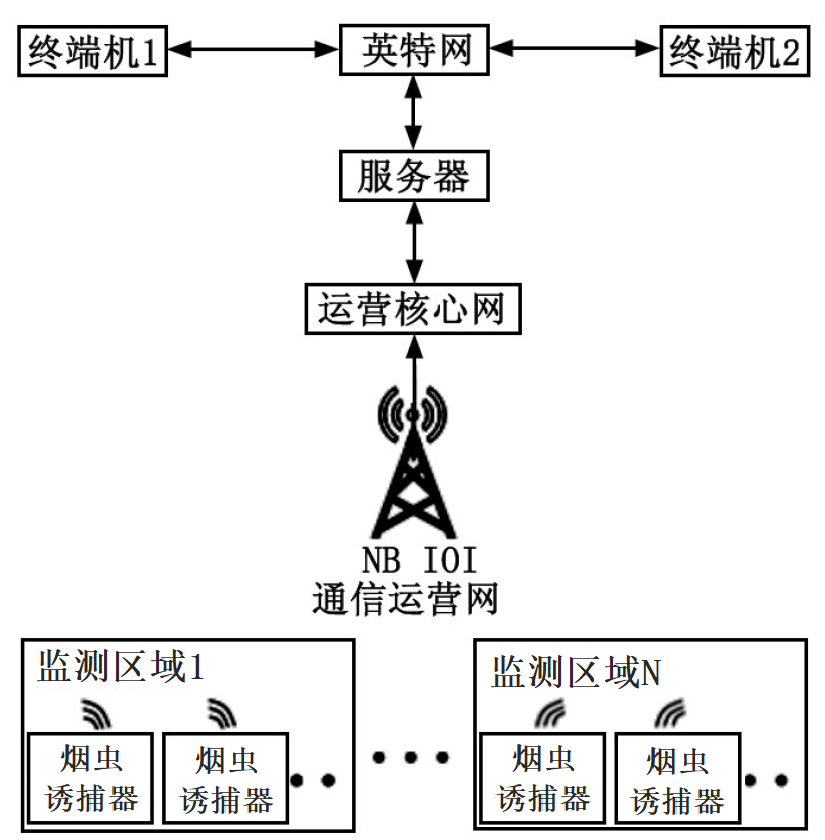 终端机1
英特网
终端机2
服务器
运营核心网
NB IOI
通信运营网
监测区域1
监测区域N
烟虫
诱捕器
烟虫
诱捕器
烟虫
诱捕器
烟虫
诱捕器